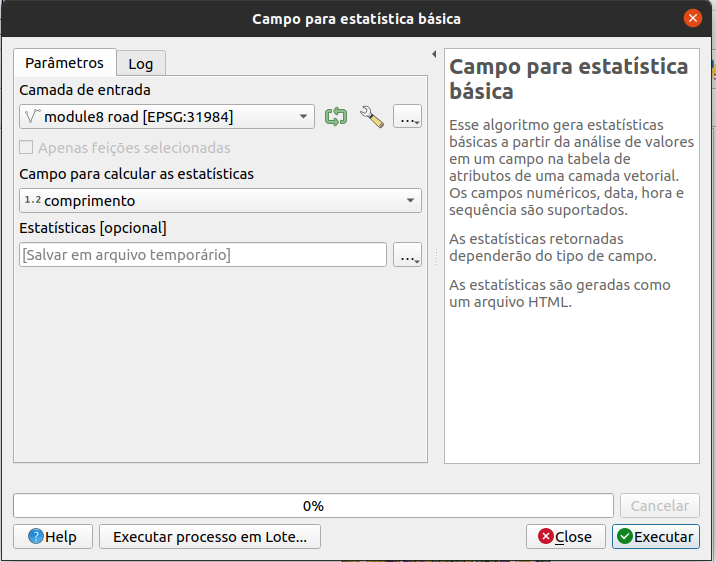 Campo para estatística básica
Parâmetros
Log
Camada de entrada
module8 road [EPSG:31984]
...
Apenas feições selecionadas
Campo para calcular as estatísticas
1.2 comprimento
Estatísticas [opcional]
[Salvar em arquivo temporário]
...
Campo para estatística
básica
Esse algoritmo gera estatísticas
básicas a partir da análise de valores
em um campo na tabela de
atributos de uma camada vetorial.
Os campos numéricos, data, hora e
sequência são suportados.
As estatísticas retornadas
dependerão do tipo de campo.
As estatísticas são geradas como
um arquivo HTML.
0%
Cancelar
Help
Executar processo em Lote...
Close
Executar